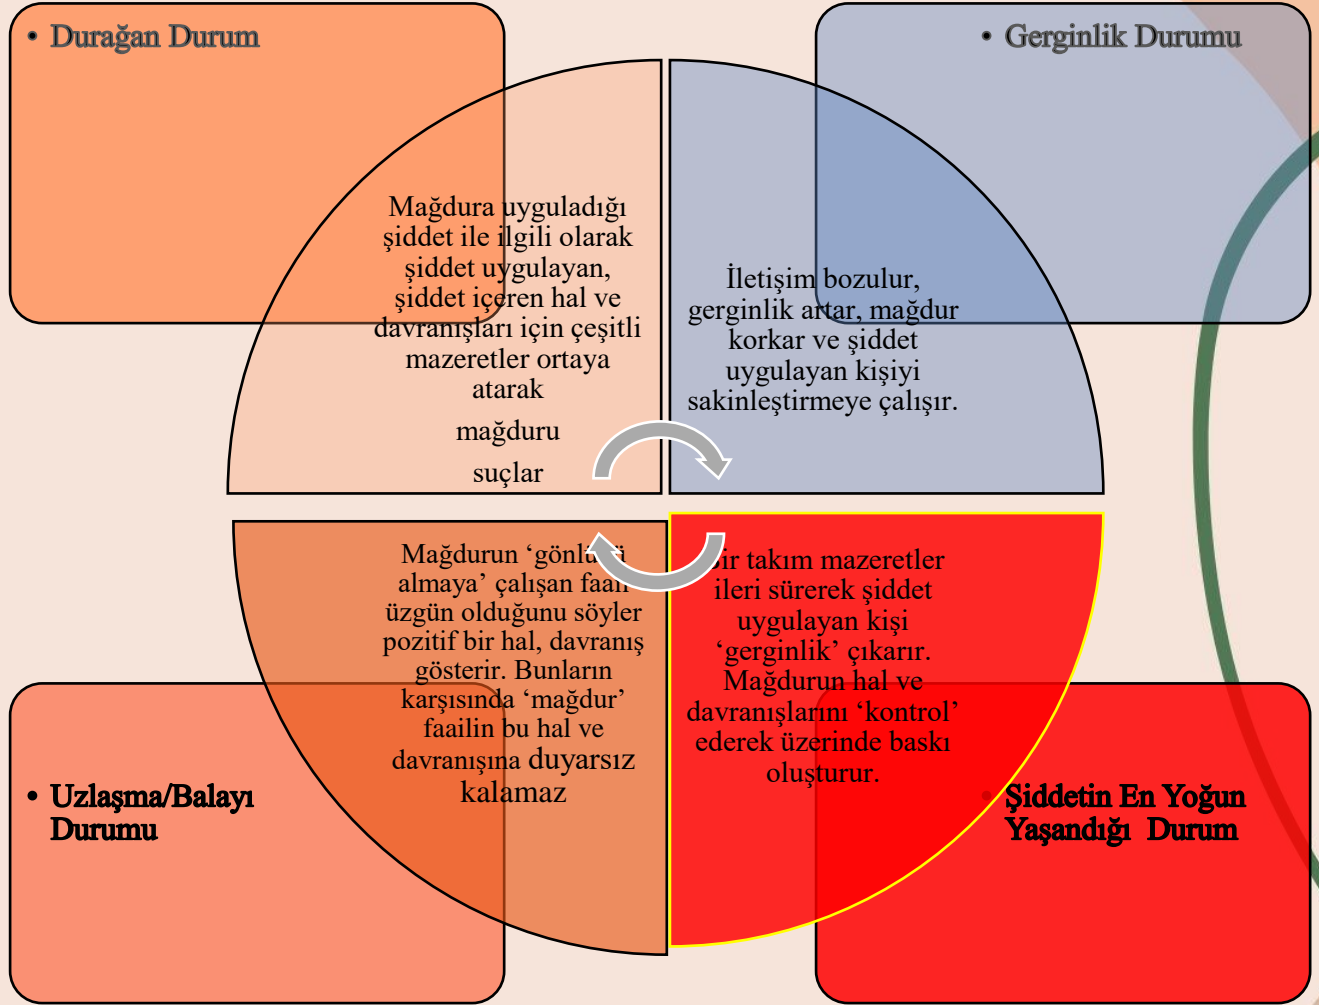 • Durağan Durum
Mağdura uyguladığı
şiddet ile ilgili olarak
şiddet uygulayan,
şiddet içeren hal ve
davranışları için çeşitli
mazeretler ortaya
atarak
mağduru
suçlar
• Gerginlik Durumu
İletişim bozulur,
gerginlik artar, mağdur
korkar ve şiddet
uygulayan kişiyi
sakinleştirmeye çalışır.
Mağdurun
almaya’ çalışan faail
üzgün olduğunu söyler
pozitif bir hal, davranış
gösterir. Bunların
karşısında ‘mağdur’
faailin bu hal ve
davranışına duyarsız
kalamaz
• Uzlaşma/Balayı
Durumu
takım mazeretler
ileri sürerek şiddet
uygulayan kişi
‘gerginlik’ çıkarır.
Mağdurun hal ve
davranışlarını ‘kontrol’
ederek üzerinde baskı
oluşturur.
• Şiddetin En Yoğun
Yaşandığı Durum